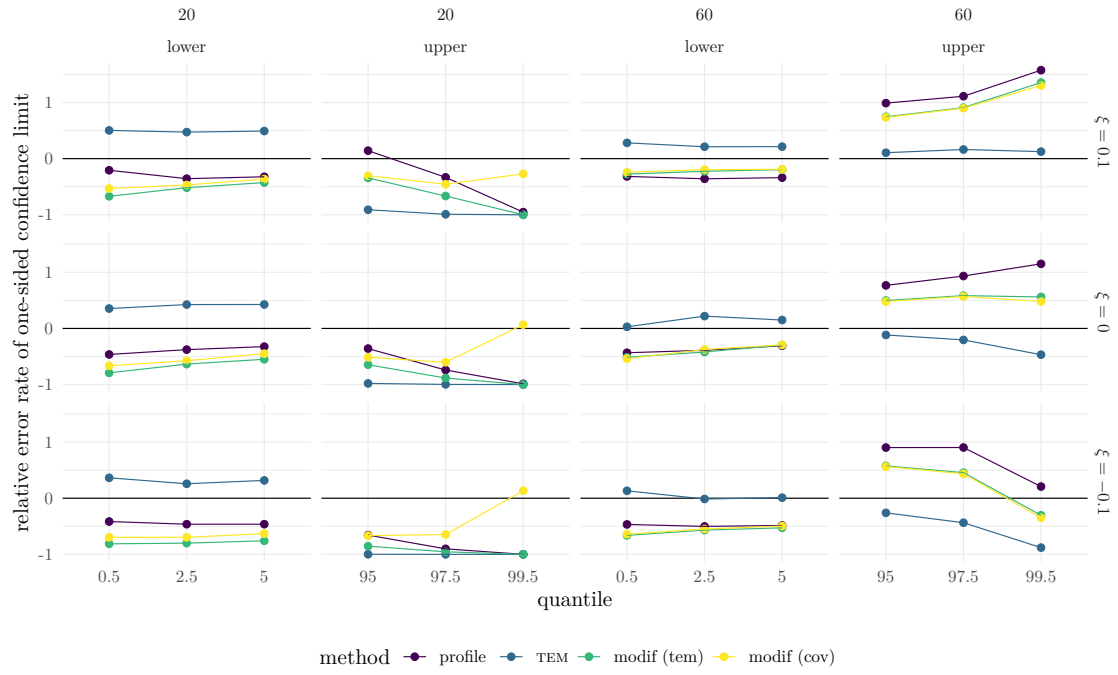 20 20 60 60
lower upper lower upper
relative error rate of one-sided confidence limit
1
0
-1
ξ = 0.1
1
0
-1
ξ = 0
1
0
-1
ξ = −0.1
0.5 2.5 5 95 97.5 99.5 0.5 2.5 5 95 97.5 99.5
quantile
method profile TEM modif (tem) modif (cov)